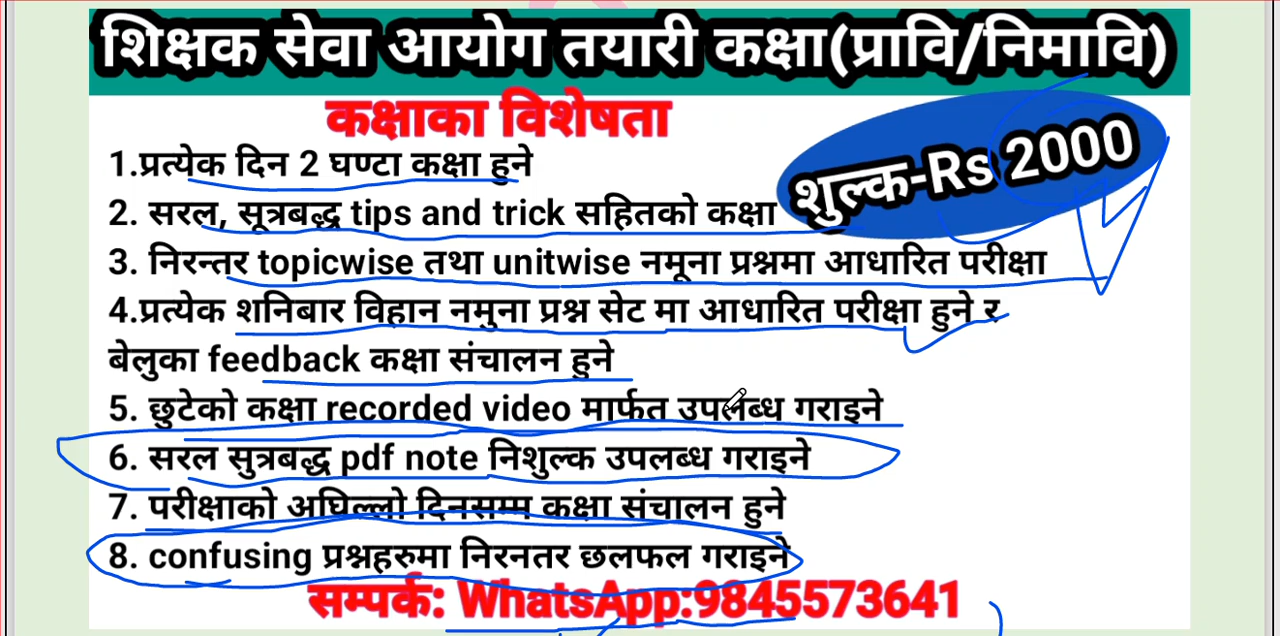 शिक्षक सेवा आयोग तयारी कक्षा(प्रावि/निमावि)
कक्षाका विशेषता
शुल्क-Rs 2000
1.प्रत्येक दिन 2 घण्टा कक्षा हुने
2. सरल, सूत्रबद्ध tips and trick सहितको कक्षा
3. निरन्तर topicwise तथा unitwise नमूना प्रश्नमा आधारित परीक्षा
4.प्रत्येक शनिबार विहान नमुना प्रश्न सेट मा आधारित परीक्षा हुने र
बेलुका feedback कक्षा संचालन हुने
5. छुटेको कक्षा recorded video मार्फत उपलब्ध गराइने
6. सरल सुत्रबद्ध pdf note निशुल्क उपलब्ध गराइने
7. परीक्षाको अघिल्लो दिनसम्म कक्षा संचालन हुने
8. confusing प्रश्नहरुमा निरनतर छलफल गराइने
सम्पर्क: WhatsApp:9845573641